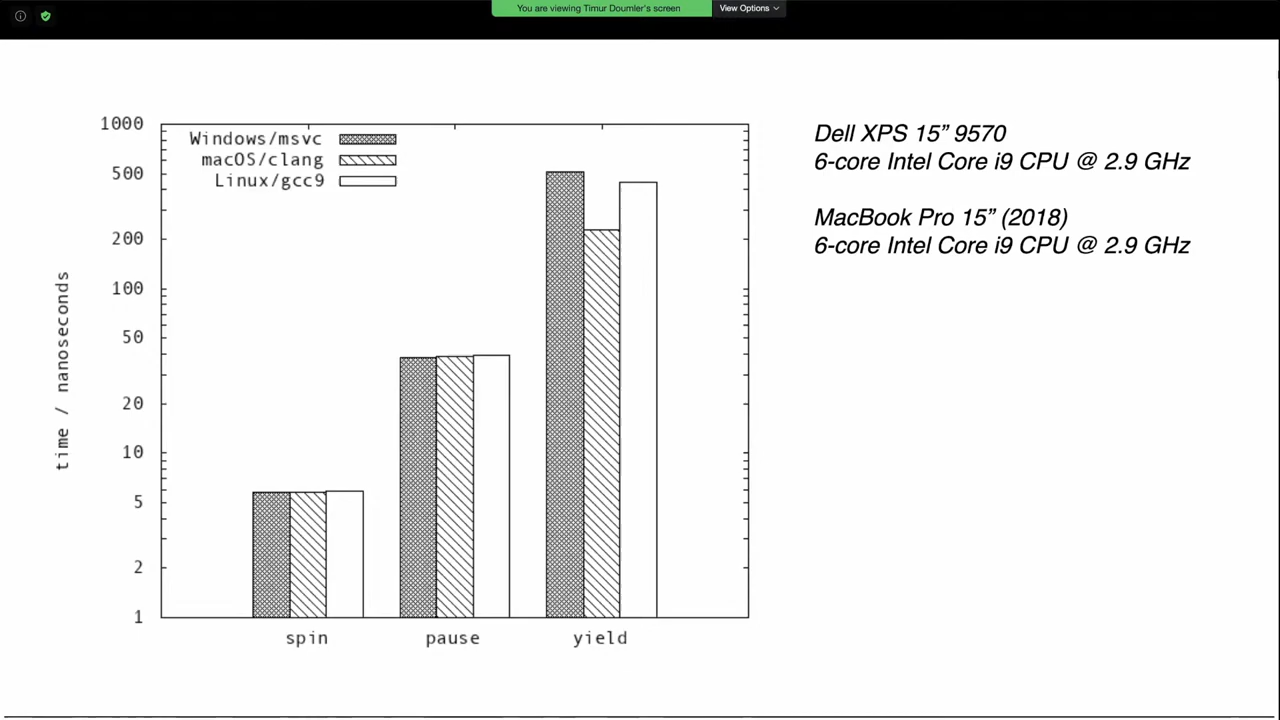 You are viewing Timur Doumler's screen
View Options
1000
500
200
100
50
20
10
5
2
1
time / nanoseconds
Windows/msvc
macOS/clang
Linux/gcc9
spin
pause
yield
Dell XPS 15” 9570
6-core Intel Core i9 CPU @ 2.9 GHz
MacBook Pro 15” (2018)
6-core Intel Core i9 CPU @ 2.9 GHz